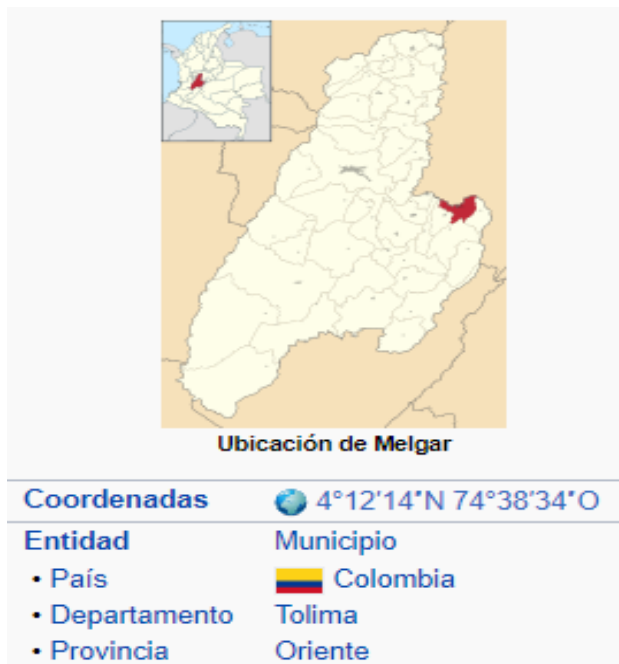 Ubicación de Melgar
Coordenadas 4°12′14″N 74°38′34″O
Entidad Municipio
• País Colombia
• Departamento Tolima
• Provincia Oriente